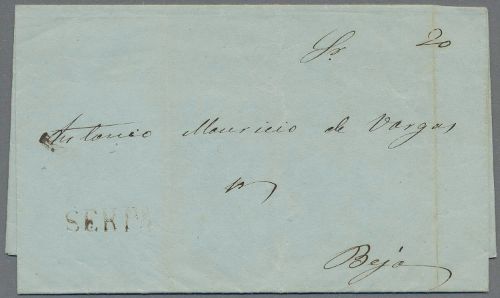 Sr. 20
Antonio Mauricio de Vargas
SERPA
Beja